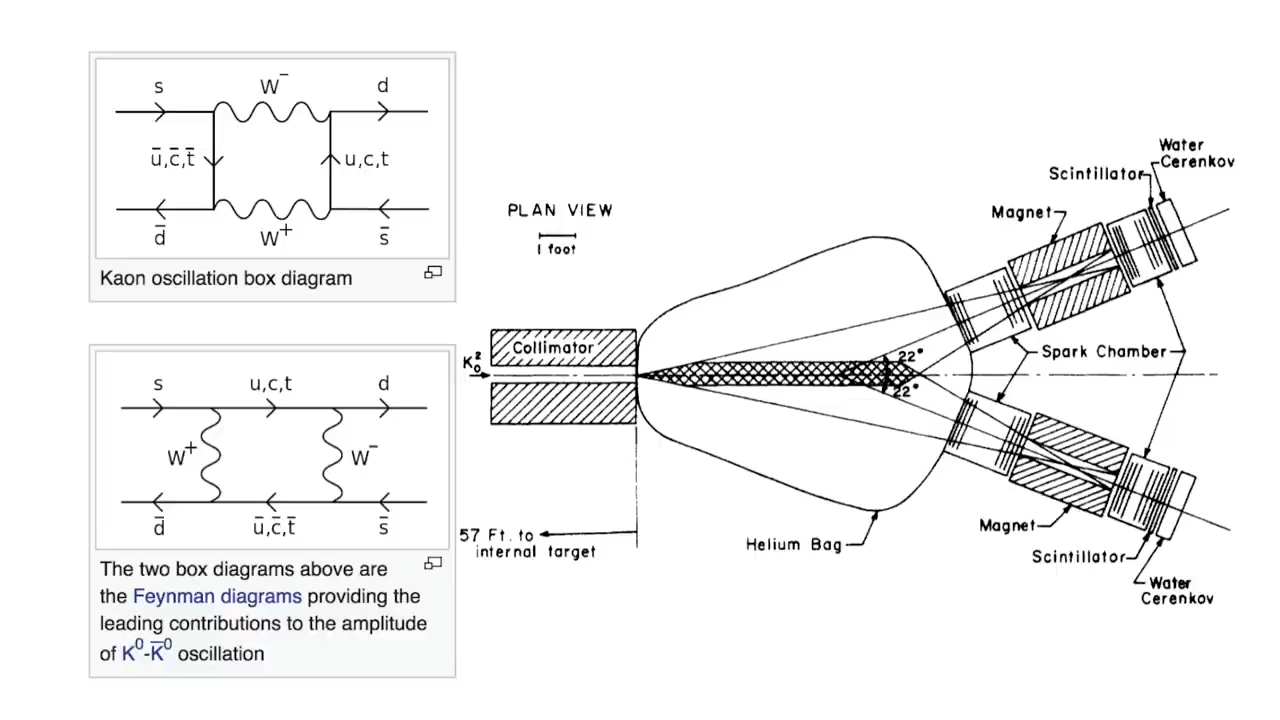 s
W⁻
d
u̅,c̅,t̅
u,c,t
d̅
W⁺
s̅
Kaon oscillation box diagram
s
u,c,t
d
W⁺
W⁻
d̅
u̅,c̅,t̅
s̅
The two box diagrams above are
the Feynman diagrams providing the
leading contributions to the amplitude
of K⁰-K̅⁰ oscillation
PLAN VIEW
1 foot
Collimator
K₀²
57 Ft. to
internal target
Helium Bag
22°
22°
Water
Cerenkov
Scintillator
Magnet
Spark Chamber
Magnet
Scintillator
Water
Cerenkov